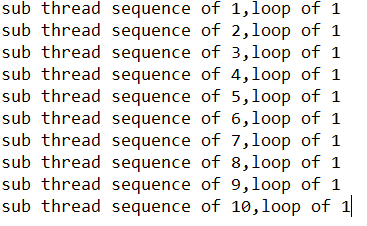 sub thread sequence of 1,loop of 1
sub thread sequence of 2,loop of 1
sub thread sequence of 3,loop of 1
sub thread sequence of 4,loop of 1
sub thread sequence of 5,loop of 1
sub thread sequence of 6,loop of 1
sub thread sequence of 7,loop of 1
sub thread sequence of 8,loop of 1
sub thread sequence of 9,loop of 1
sub thread sequence of 10,loop of 1